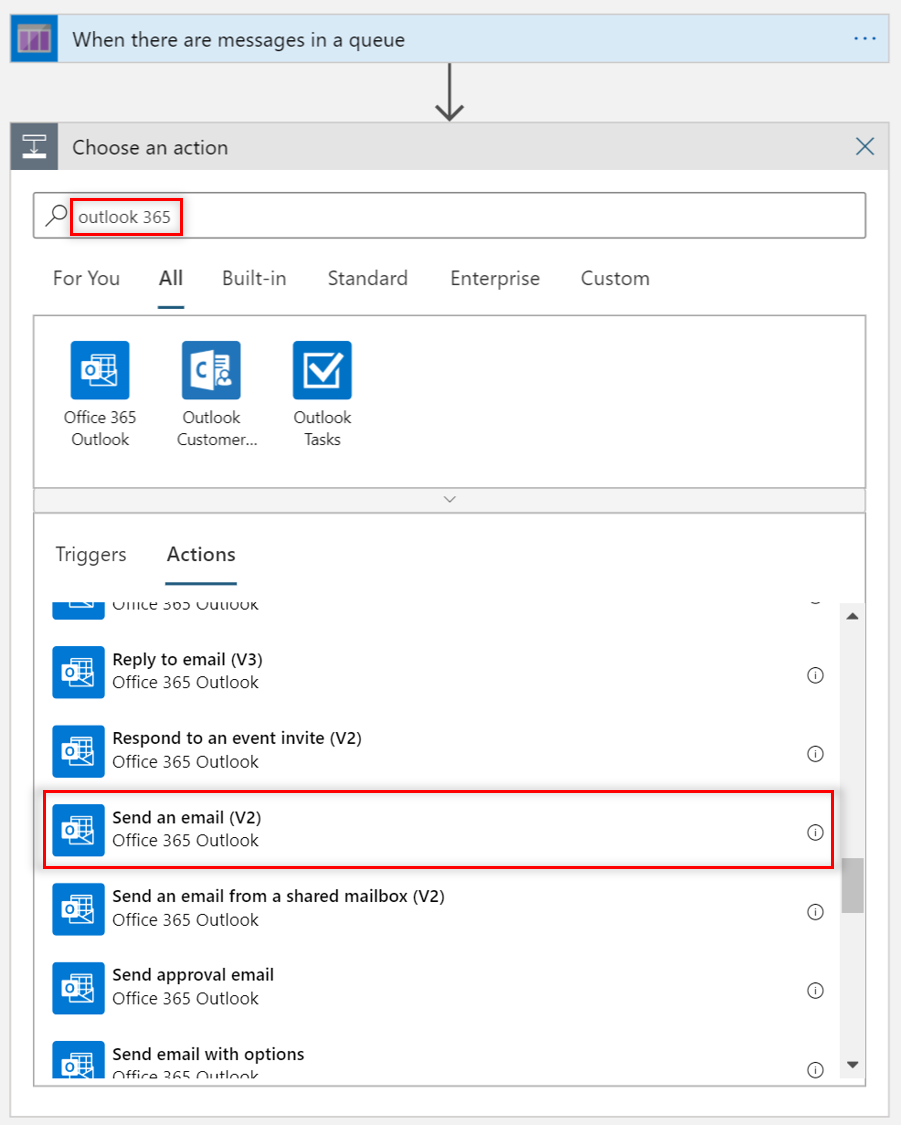 When there are messages in a queue
Choose an action
outlook 365
For You All Built-in Standard Enterprise Custom
Office 365
Outlook
Outlook
Customer...
Outlook
Tasks
Triggers Actions
Office 365 Outlook
Reply to email (V3)
Office 365 Outlook
Respond to an event invite (V2)
Office 365 Outlook
Send an email (V2)
Office 365 Outlook
Send an email from a shared mailbox (V2)
Office 365 Outlook
Send approval email
Office 365 Outlook
Send email with options
Office 365 Outlook